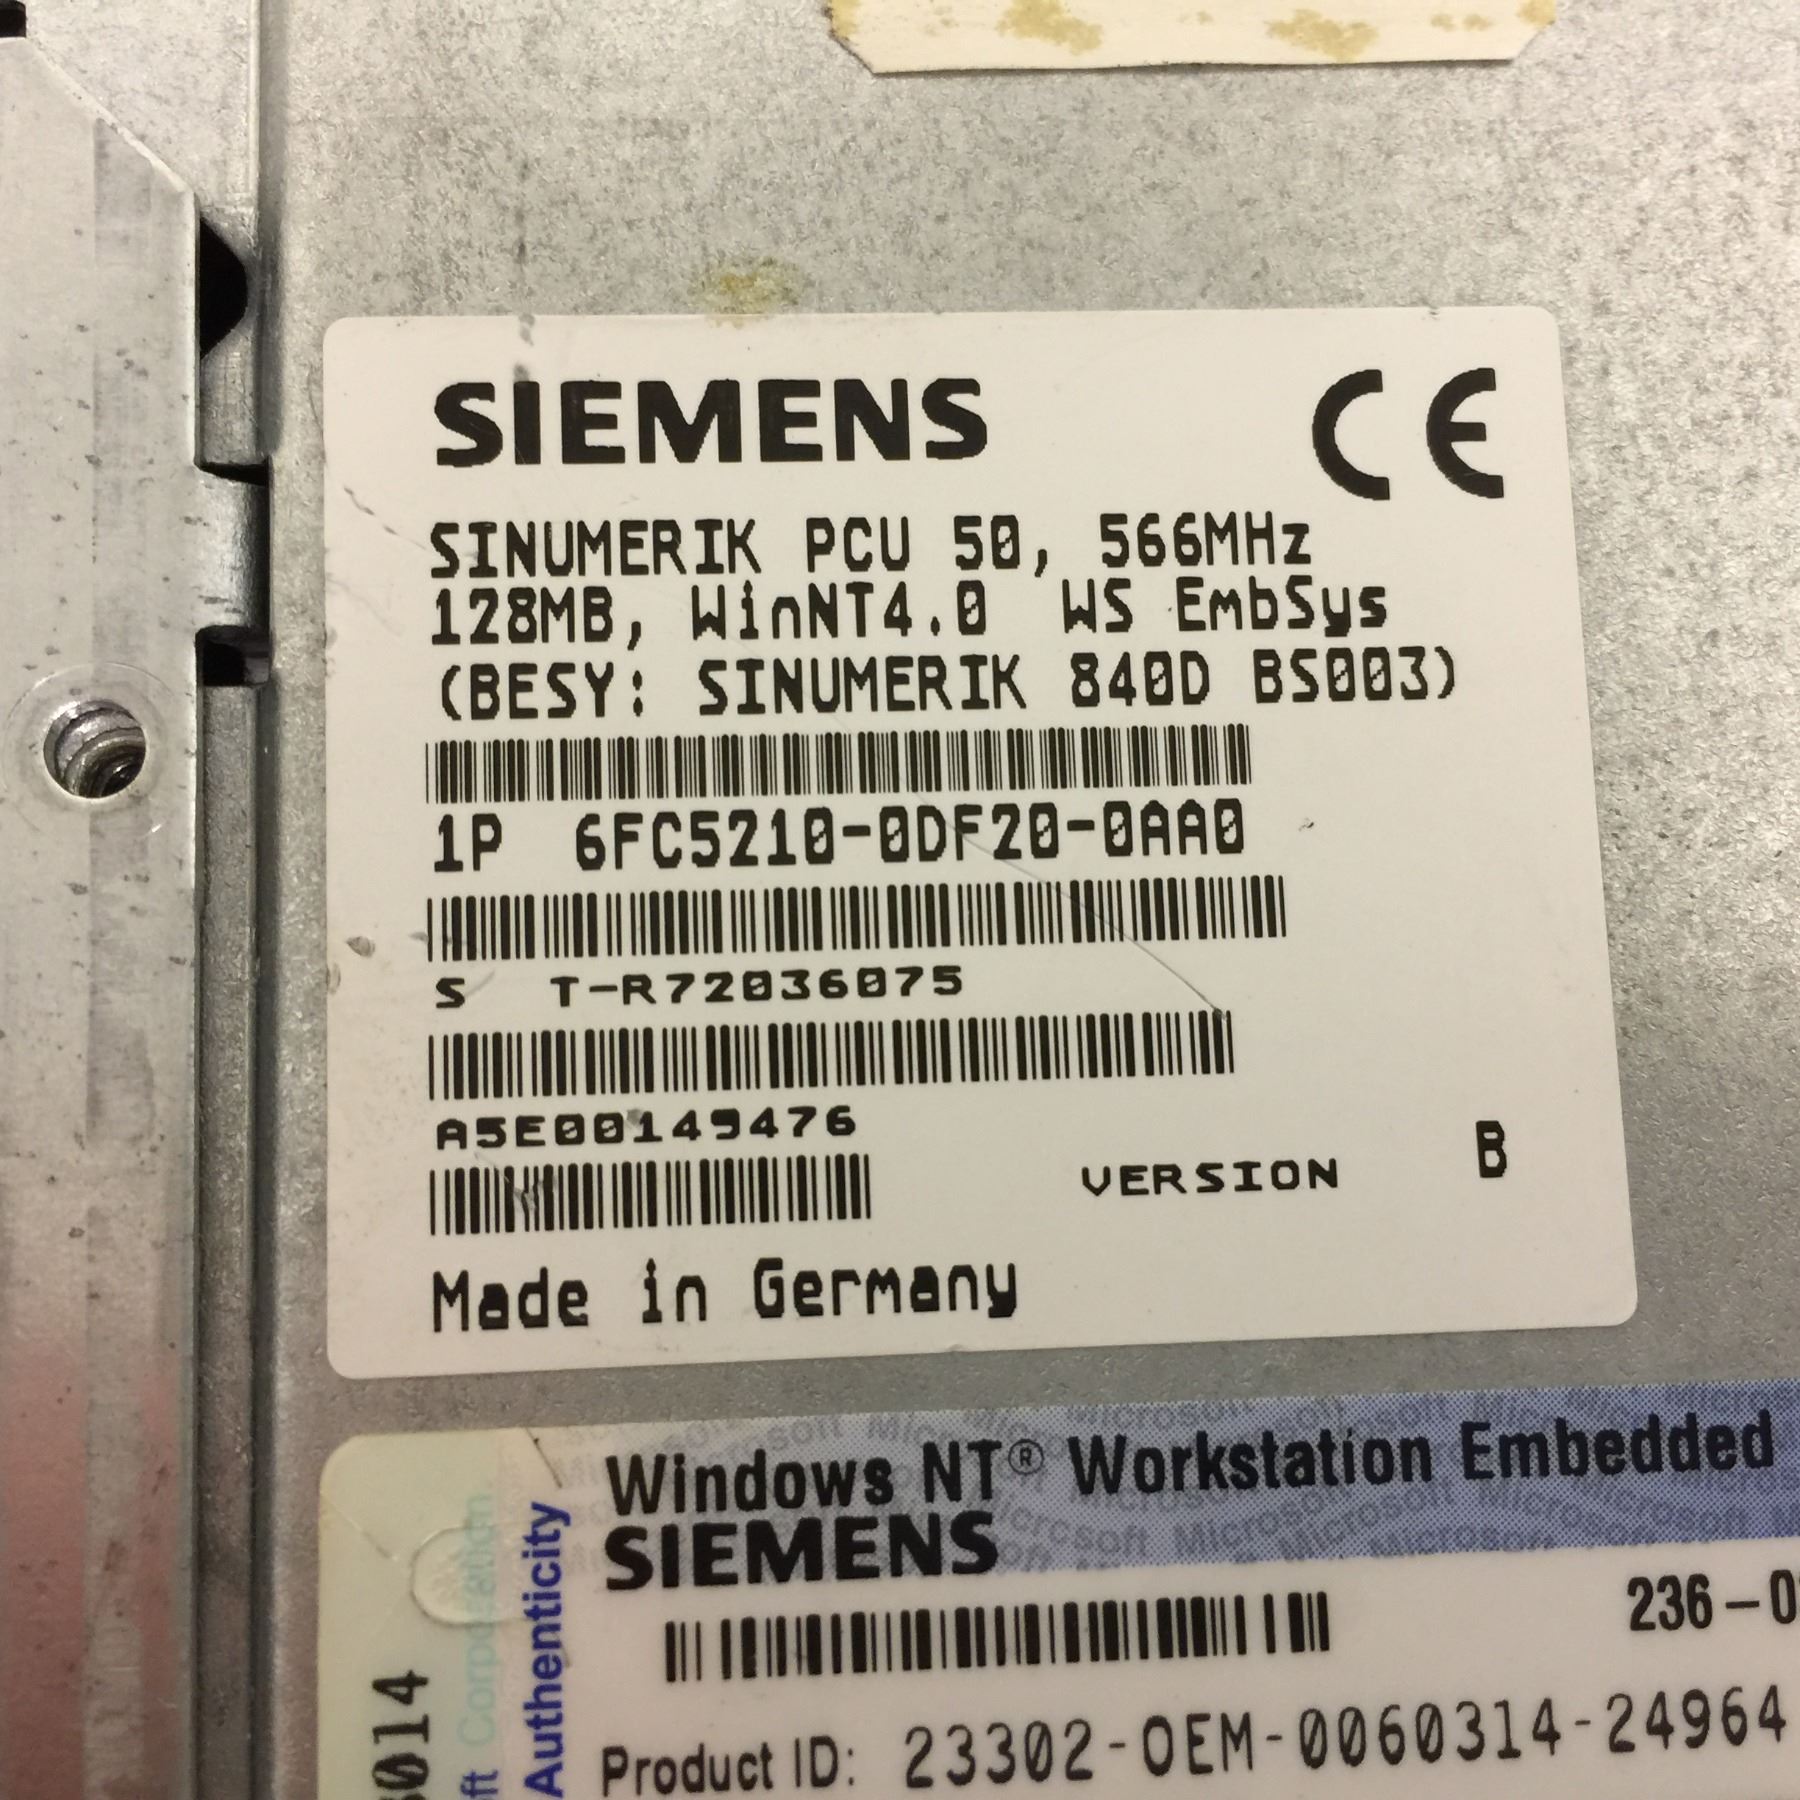 SIEMENS CE
SINUMERIK PCU 50, 566MHz
128MB, WinNT4.0 WS EmbSys
(BESY: SINUMERIK 840D BS003)
1P 6FC5210-0DF20-0AA0
S T-R72036075
A5E00149476
VERSION B
Made in Germany
Windows NT® Workstation Embedded
SIEMENS
236-0
Product ID: 23302-OEM-0060314-24964
Authenticity
Corporation
014